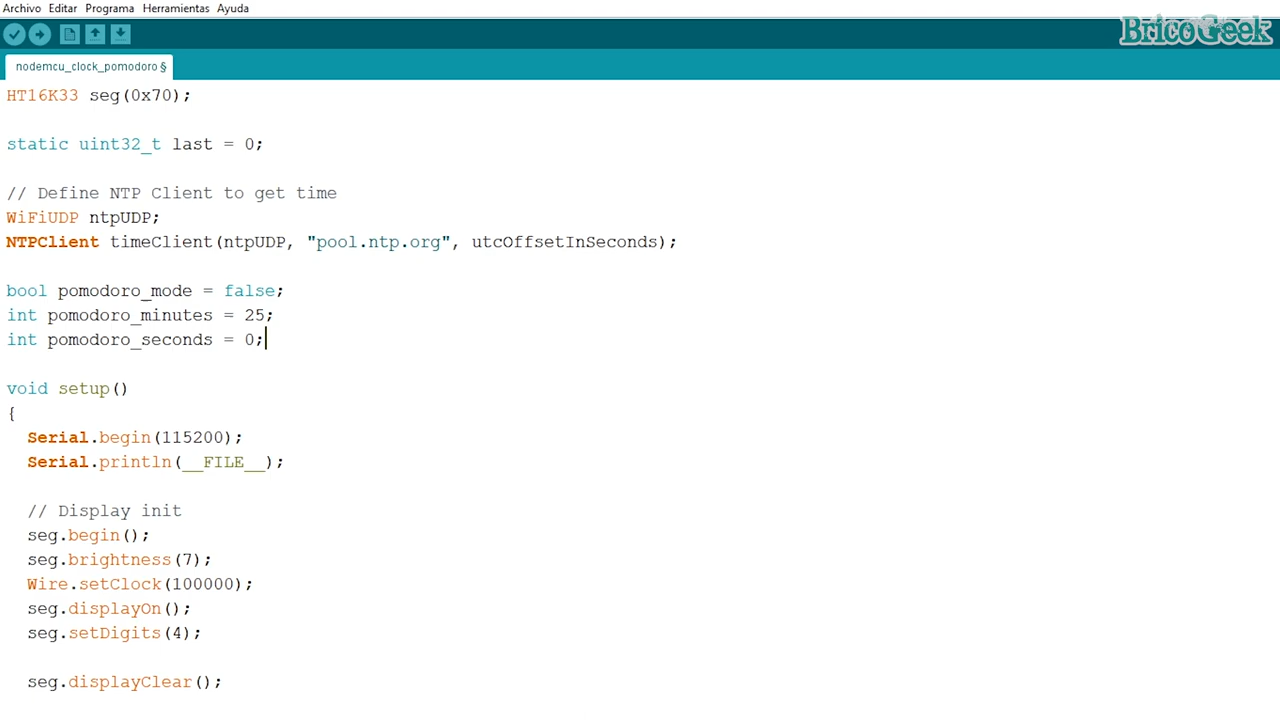 Archivo Editar Programa Herramientas Ayuda
BricoGeek
nodemcu_clock_pomodoro §
HT16K33 seg(0x70);
static uint32_t last = 0;
// Define NTP Client to get time
WiFiUDP ntpUDP;
NTPClient timeClient(ntpUDP, "pool.ntp.org", utcOffsetInSeconds);
bool pomodoro_mode = false;
int pomodoro_minutes = 25;
int pomodoro_seconds = 0;
void setup()
{
  Serial.begin(115200);
  Serial.println(__FILE__);
  // Display init
  seg.begin();
  seg.brightness(7);
  Wire.setClock(100000);
  seg.displayOn();
  seg.setDigits(4);
  seg.displayClear();